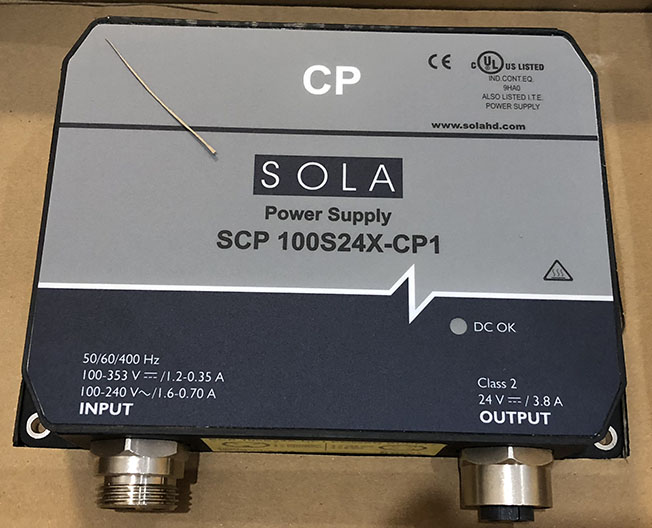 CP
CE
c UL US LISTED
IND.CONT.EQ.
9HA0
ALSO LISTED I.T.E.
POWER SUPPLY
www.solahd.com
SOLA
Power Supply
SCP 100S24X-CP1
DC OK
50/60/400 Hz
100-353 V ⎓ /1.2-0.35 A
100-240 V∿/1.6-0.70 A
INPUT
Class 2
24 V ⎓ / 3.8 A
OUTPUT